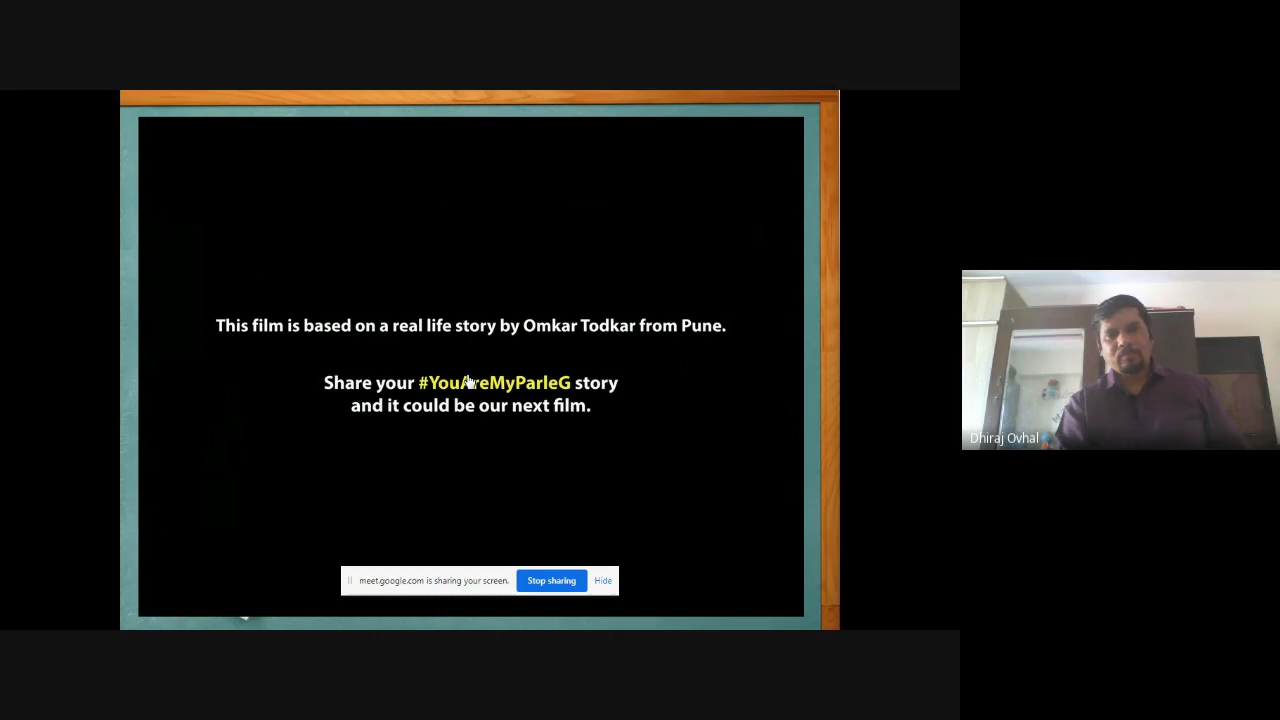 This film is based on a real life story by Omkar Todkar from Pune.
Share your #YouAreMyParleG story
and it could be our next film.
meet.google.com is sharing your screen.
Stop sharing
Hide
Dhiraj Ovhal